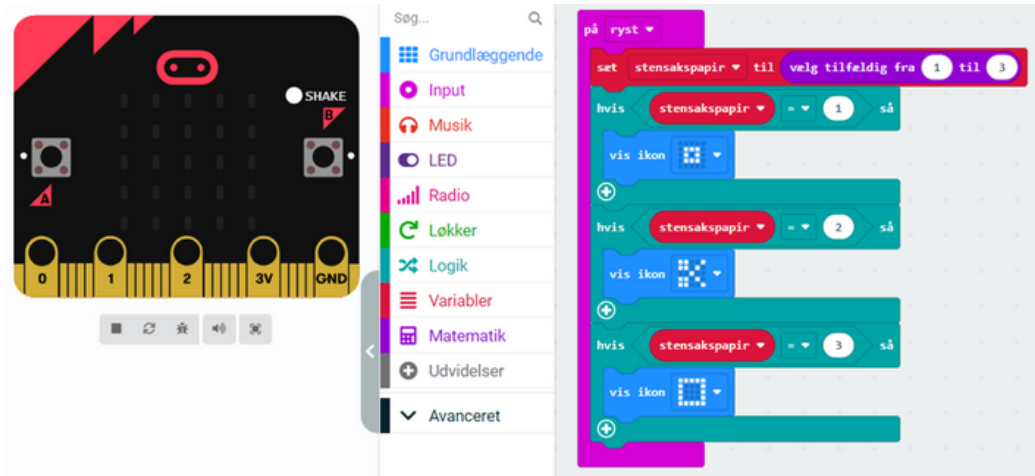 SHAKE
B
A
0 1 2 3V GND
Søg...
Grundlæggende
Input
Musik
LED
Radio
Løkker
Logik
Variabler
Matematik
Udvidelser
Avanceret
på ryst
sæt stensakspapir til vælg tilfældig fra 1 til 3
hvis stensakspapir = 1 så
vis ikon
hvis stensakspapir = 2 så
vis ikon
hvis stensakspapir = 3 så
vis ikon